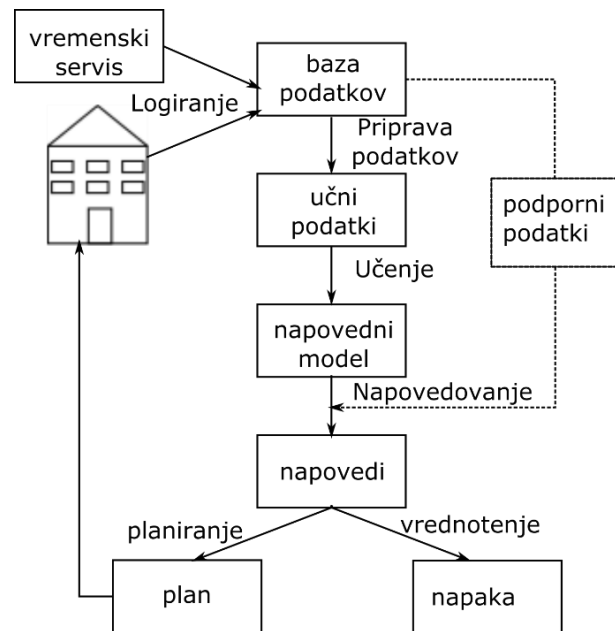 vremenski
servis
baza
podatkov
Logiranje
Priprava
podatkov
učni
podatki
podporni
podatki
Učenje
napovedni
model
Napovedovanje
napovedi
planiranje
vrednotenje
plan
napaka